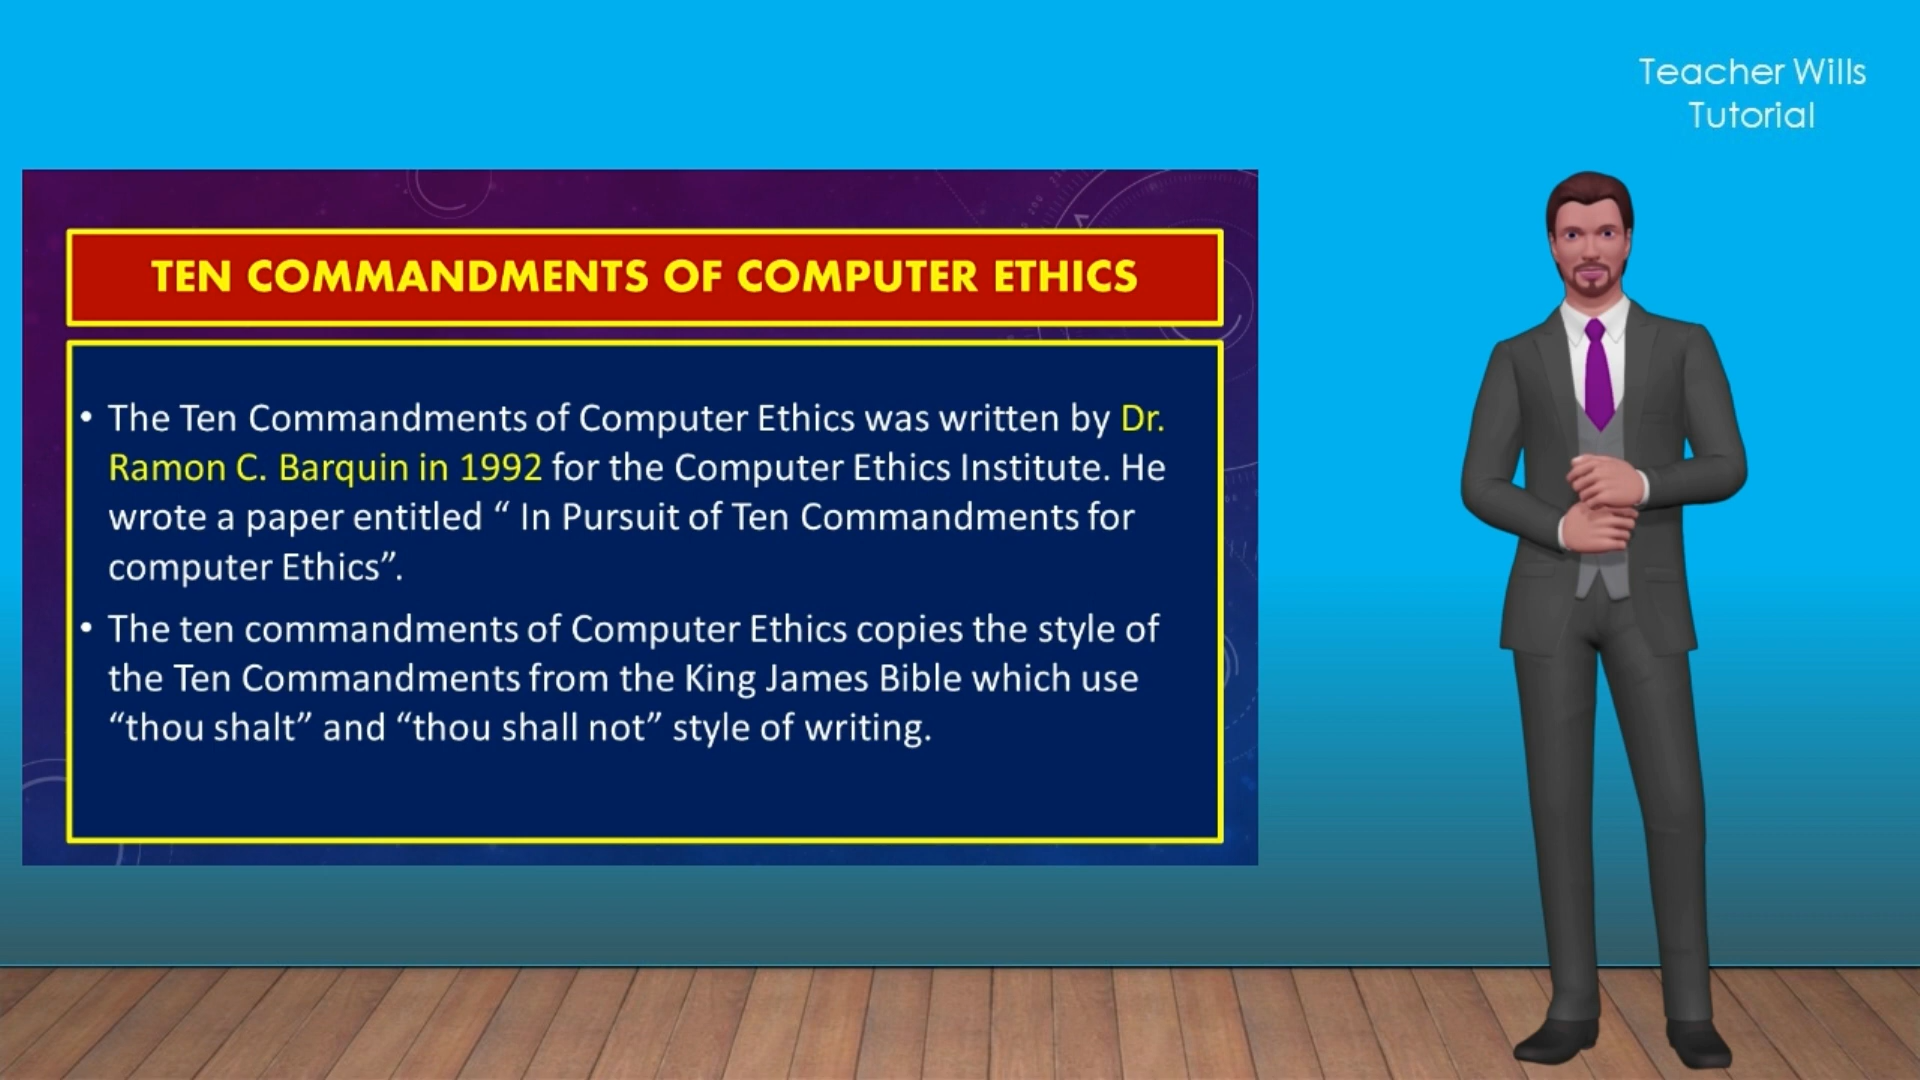 Teacher Wills
Tutorial
TEN COMMANDMENTS OF COMPUTER ETHICS
• The Ten Commandments of Computer Ethics was written by Dr.
Ramon C. Barquin in 1992 for the Computer Ethics Institute. He
wrote a paper entitled “ In Pursuit of Ten Commandments for
computer Ethics”.
• The ten commandments of Computer Ethics copies the style of
the Ten Commandments from the King James Bible which use
“thou shalt” and “thou shall not” style of writing.